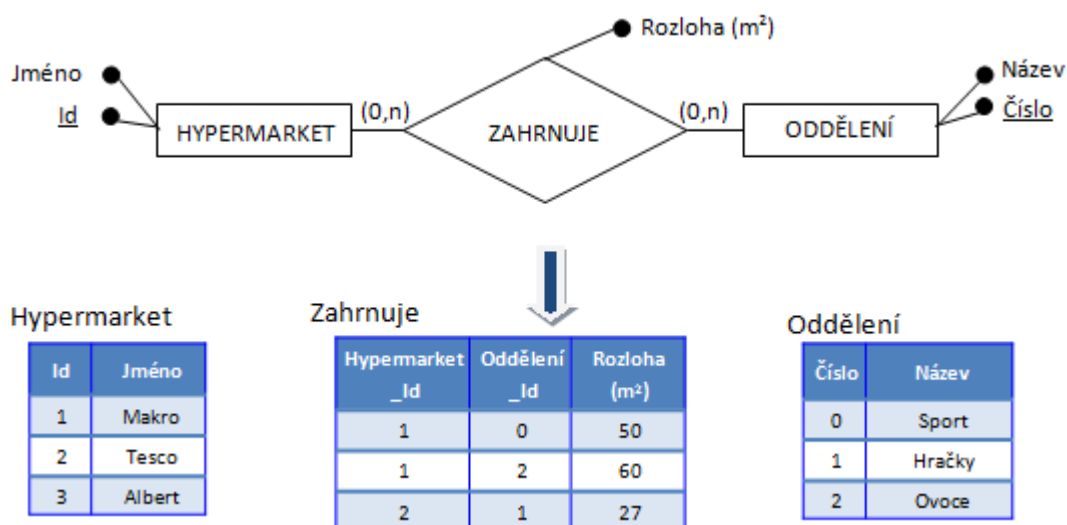 Rozloha (m²)
Jméno
Název
Id
(0,n)
(0,n)
Číslo
HYPERMARKET
ZAHRNUJE
ODDĚLENÍ
Hypermarket
Zahrnuje
Oddělení
Id Jméno
1 Makro
2 Tesco
3 Albert
Hypermarket Oddělení Rozloha
_Id _Id (m²)
1 0 50
1 2 60
2 1 27
Číslo Název
0 Sport
1 Hračky
2 Ovoce